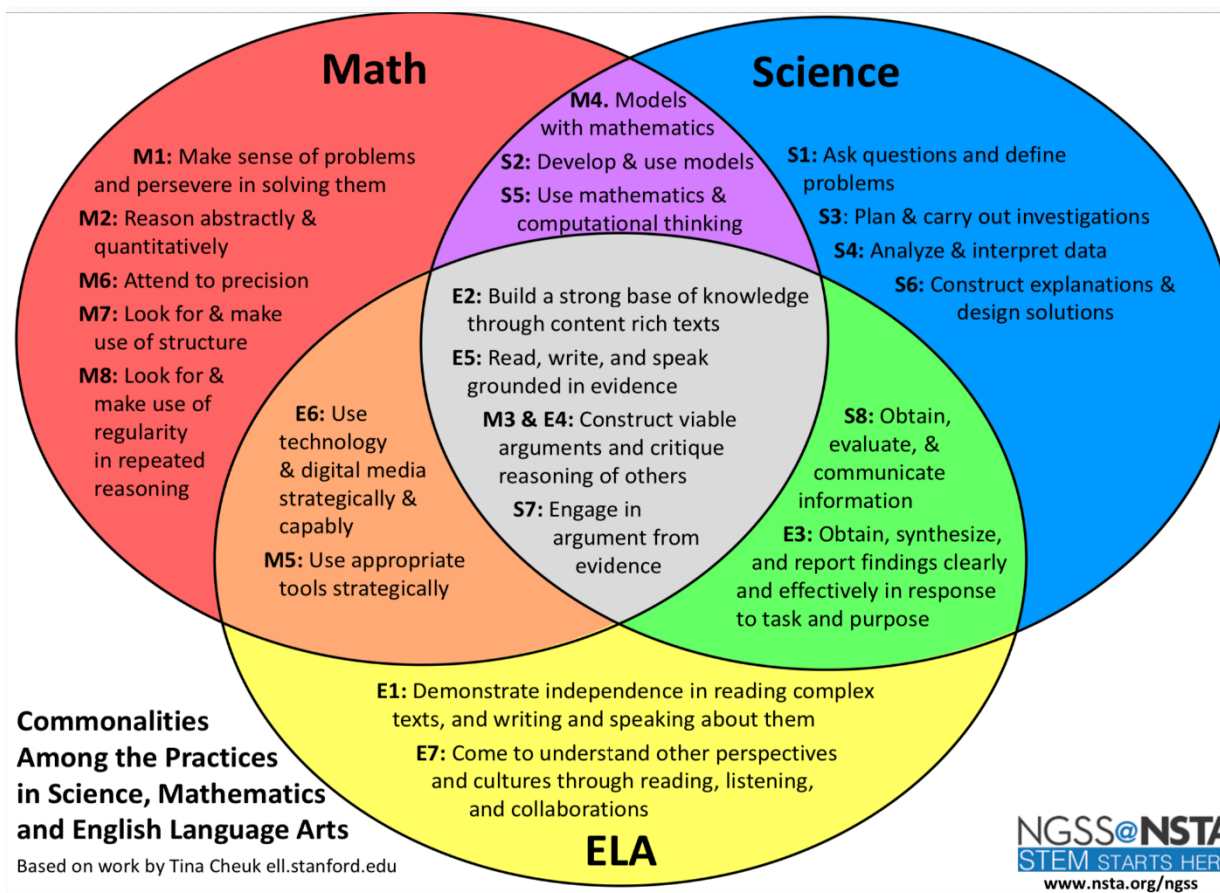 Math
Science
M1: Make sense of problems
and persevere in solving them
M2: Reason abstractly &
quantitatively
M6: Attend to precision
M7: Look for & make
use of structure
M8: Look for &
make use of
regularity
in repeated
reasoning
M4. Models
with mathematics
S2: Develop & use models
S5: Use mathematics &
computational thinking
S1: Ask questions and define
problems
S3: Plan & carry out investigations
S4: Analyze & interpret data
S6: Construct explanations &
design solutions
E2: Build a strong base of knowledge
through content rich texts
E5: Read, write, and speak
grounded in evidence
M3 & E4: Construct viable
arguments and critique
reasoning of others
S7: Engage in
argument from
evidence
E6: Use
technology
& digital media
strategically &
capably
M5: Use appropriate
tools strategically
S8: Obtain,
evaluate, &
communicate
information
E3: Obtain, synthesize,
and report findings clearly
and effectively in response
to task and purpose
E1: Demonstrate independence in reading complex
texts, and writing and speaking about them
E7: Come to understand other perspectives
and cultures through reading, listening,
and collaborations
ELA
Commonalities
Among the Practices
in Science, Mathematics
and English Language Arts
Based on work by Tina Cheuk ell.stanford.edu
NGSS@NSTA
STEM STARTS HER
www.nsta.org/ngss